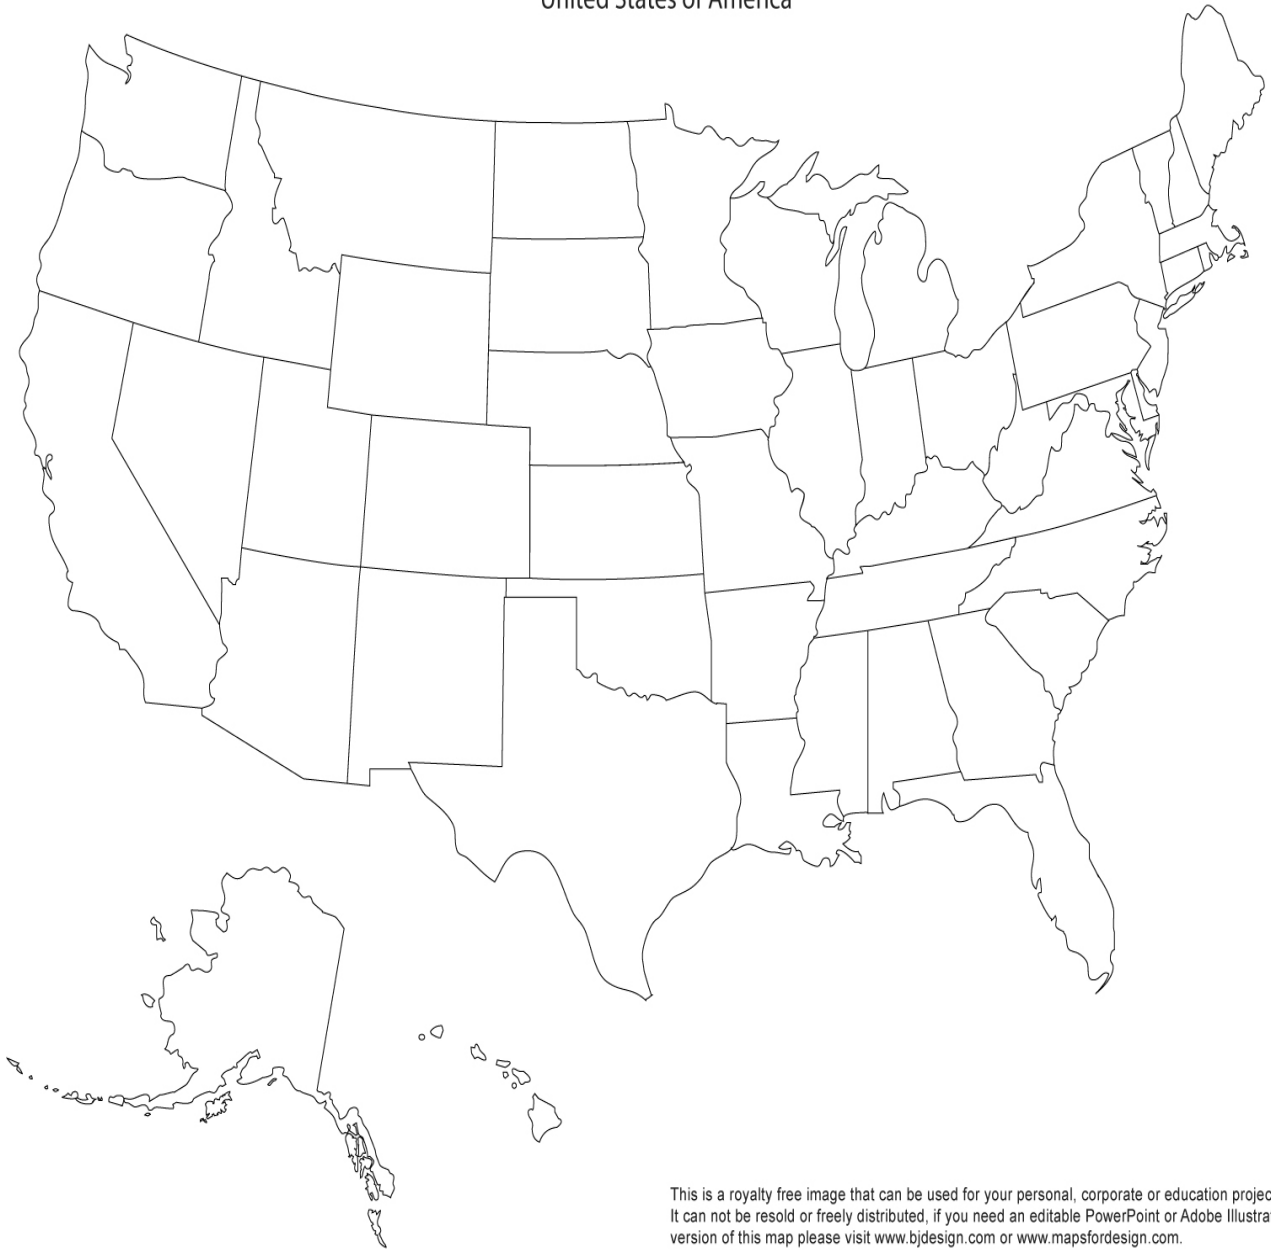 United States of America
This is a royalty free image that can be used for your personal, corporate or education projec
It can not be resold or freely distributed, if you need an editable PowerPoint or Adobe Illustra
version of this map please visit www.bjdesign.com or www.mapsfordesign.com.